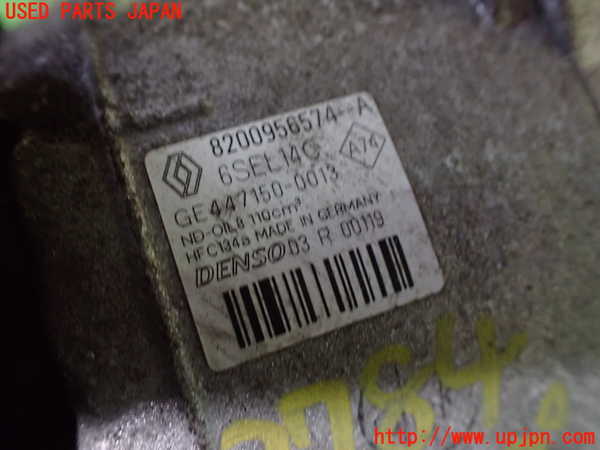 USED PARTS JAPAN
8200956574--A
6SEL14C
A74
GE447150-0013
ND-OIL8 110cm³
HFC134a MADE IN GERMANY
DENSO 03 R 00119
2784
http://www.upjpn.com/